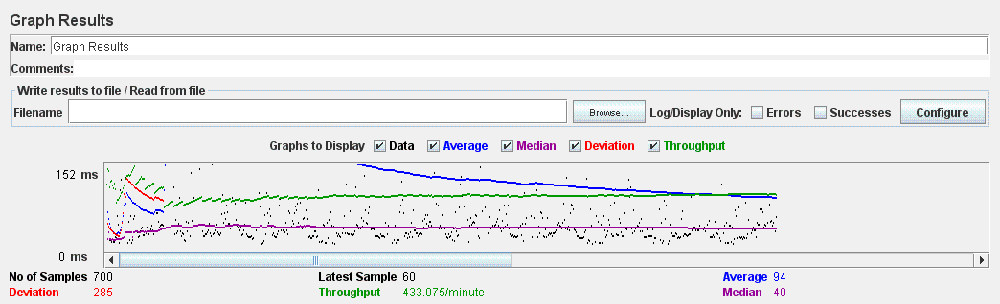 Graph Results
Name: Graph Results
Comments:
Write results to file / Read from file
Filename Browse... Log/Display Only: Errors Successes Configure
Graphs to Display Data Average Median Deviation Throughput
152 ms
0 ms
No of Samples 700 Latest Sample 60 Average 94
Deviation 285 Throughput 433.075/minute Median 40